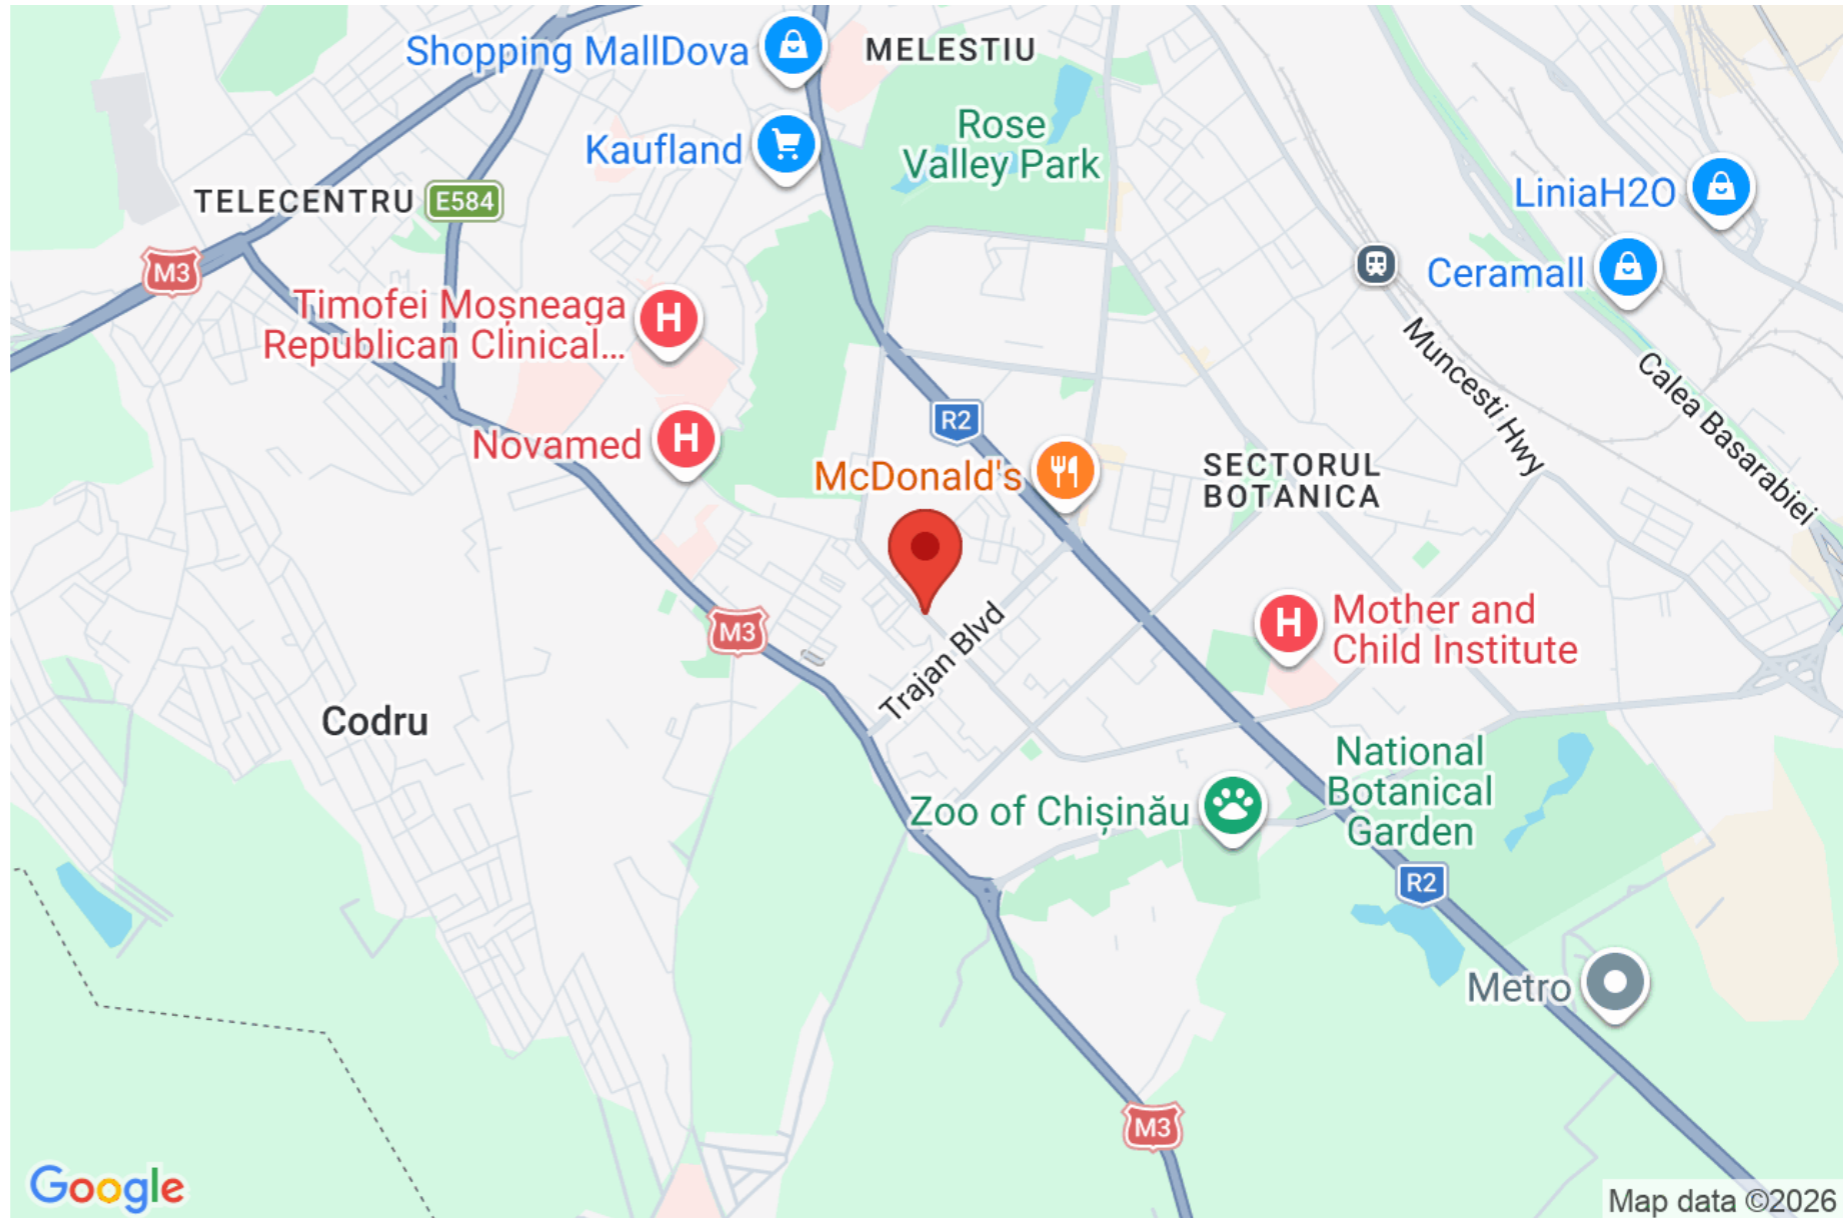 Shopping MallDova
MELESTIU
Kaufland
Rose
Valley Park
TELECENTRU
E584
LiniaH2O
M3
Ceramall
Timofei Moșneaga
Republican Clinical...
Muncesti Hwy
Calea Basarabiei
R2
Novamed
McDonald's
SECTORUL
BOTANICA
M3
Trajan Blvd
Mother and
Child Institute
Codru
National
Botanical
Garden
Zoo of Chișinău
R2
Metro
M3
Google
Map data ©2026